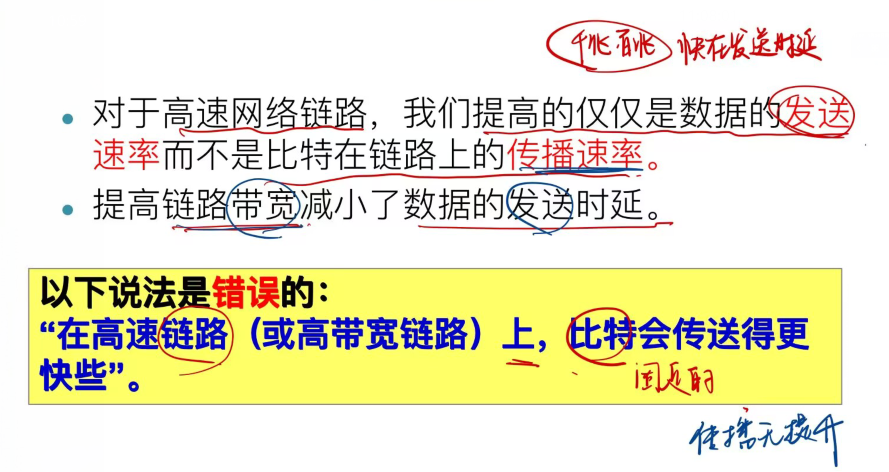 千兆 百兆 快在发送时延
对于高速网络链路，我们提高的仅仅是数据的发送
速率而不是比特在链路上的传播速率。
提高链路带宽减小了数据的发送时延。
以下说法是错误的：
“在高速链路（或高带宽链路）上，比特会传送得更
快些”。
传播无提升